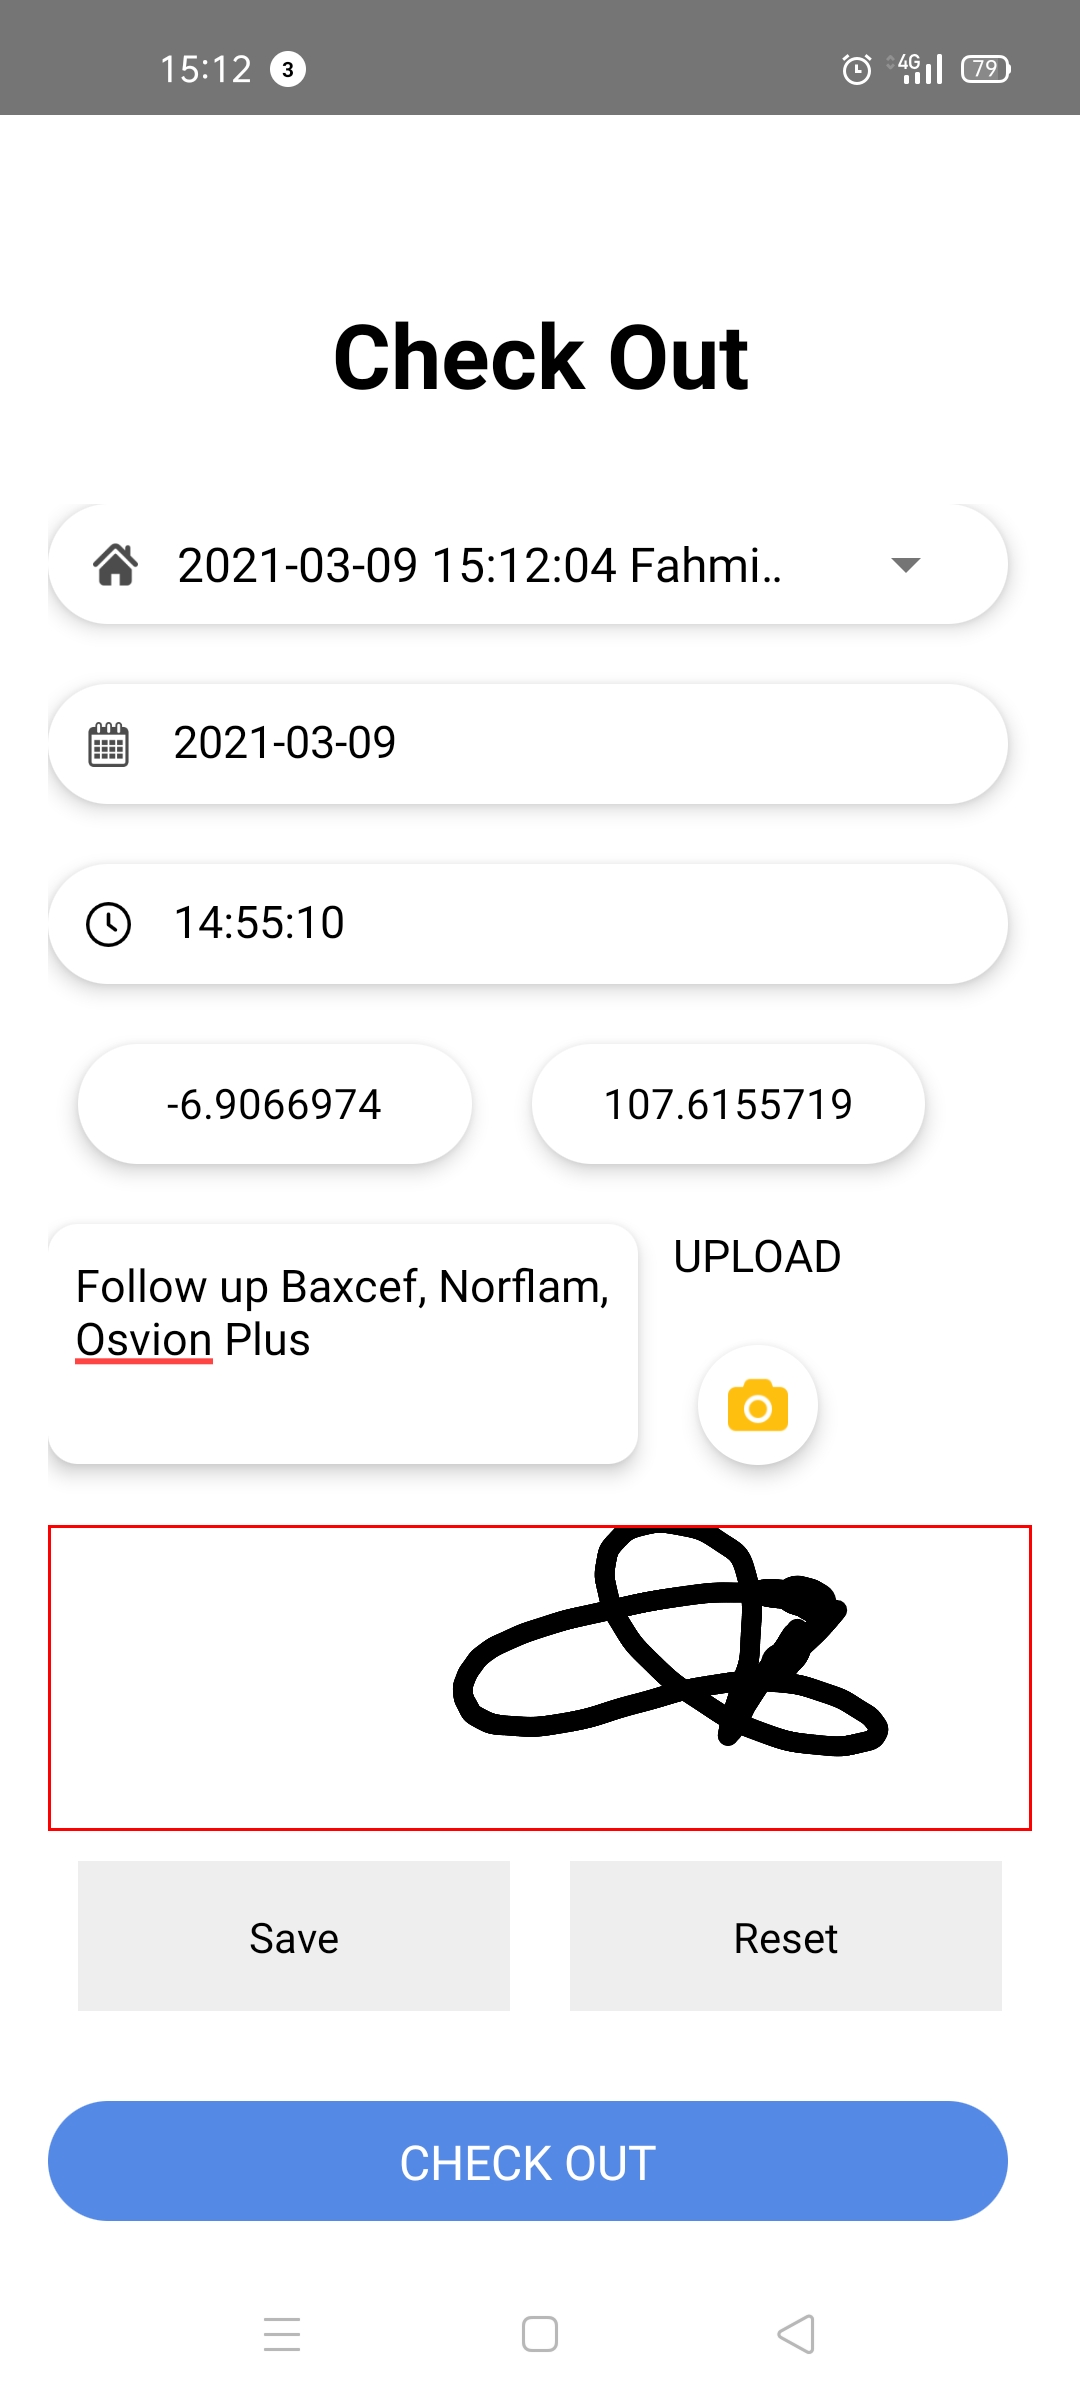 15:12 3 4G 79
Check Out
2021-03-09 15:12:04 Fahmi..
2021-03-09
14:55:10
-6.9066974 107.6155719
Follow up Baxcef, Norflam,
Osvion Plus
UPLOAD
Save Reset
CHECK OUT